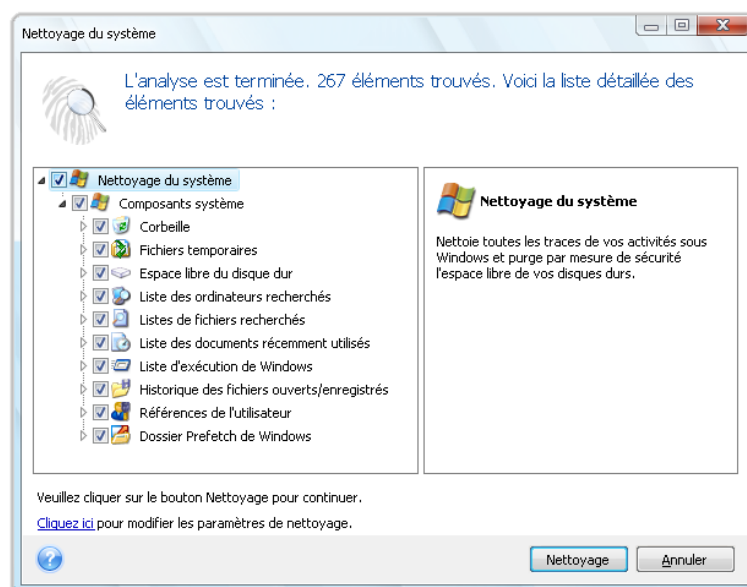 Nettoyage du système
L'analyse est terminée. 267 éléments trouvés. Voici la liste détaillée des
éléments trouvés :
Nettoyage du système
Composants système
Corbeille
Fichiers temporaires
Espace libre du disque dur
Liste des ordinateurs recherchés
Listes de fichiers recherchés
Liste des documents récemment utilisés
Liste d'exécution de Windows
Historique des fichiers ouverts/enregistrés
Références de l'utilisateur
Dossier Prefetch de Windows
Nettoyage du système
Nettoie toutes les traces de vos activités sous
Windows et purge par mesure de sécurité
l'espace libre de vos disques durs.
Veuillez cliquer sur le bouton Nettoyage pour continuer.
Cliquez ici pour modifier les paramètres de nettoyage.
Nettoyage
Annuler